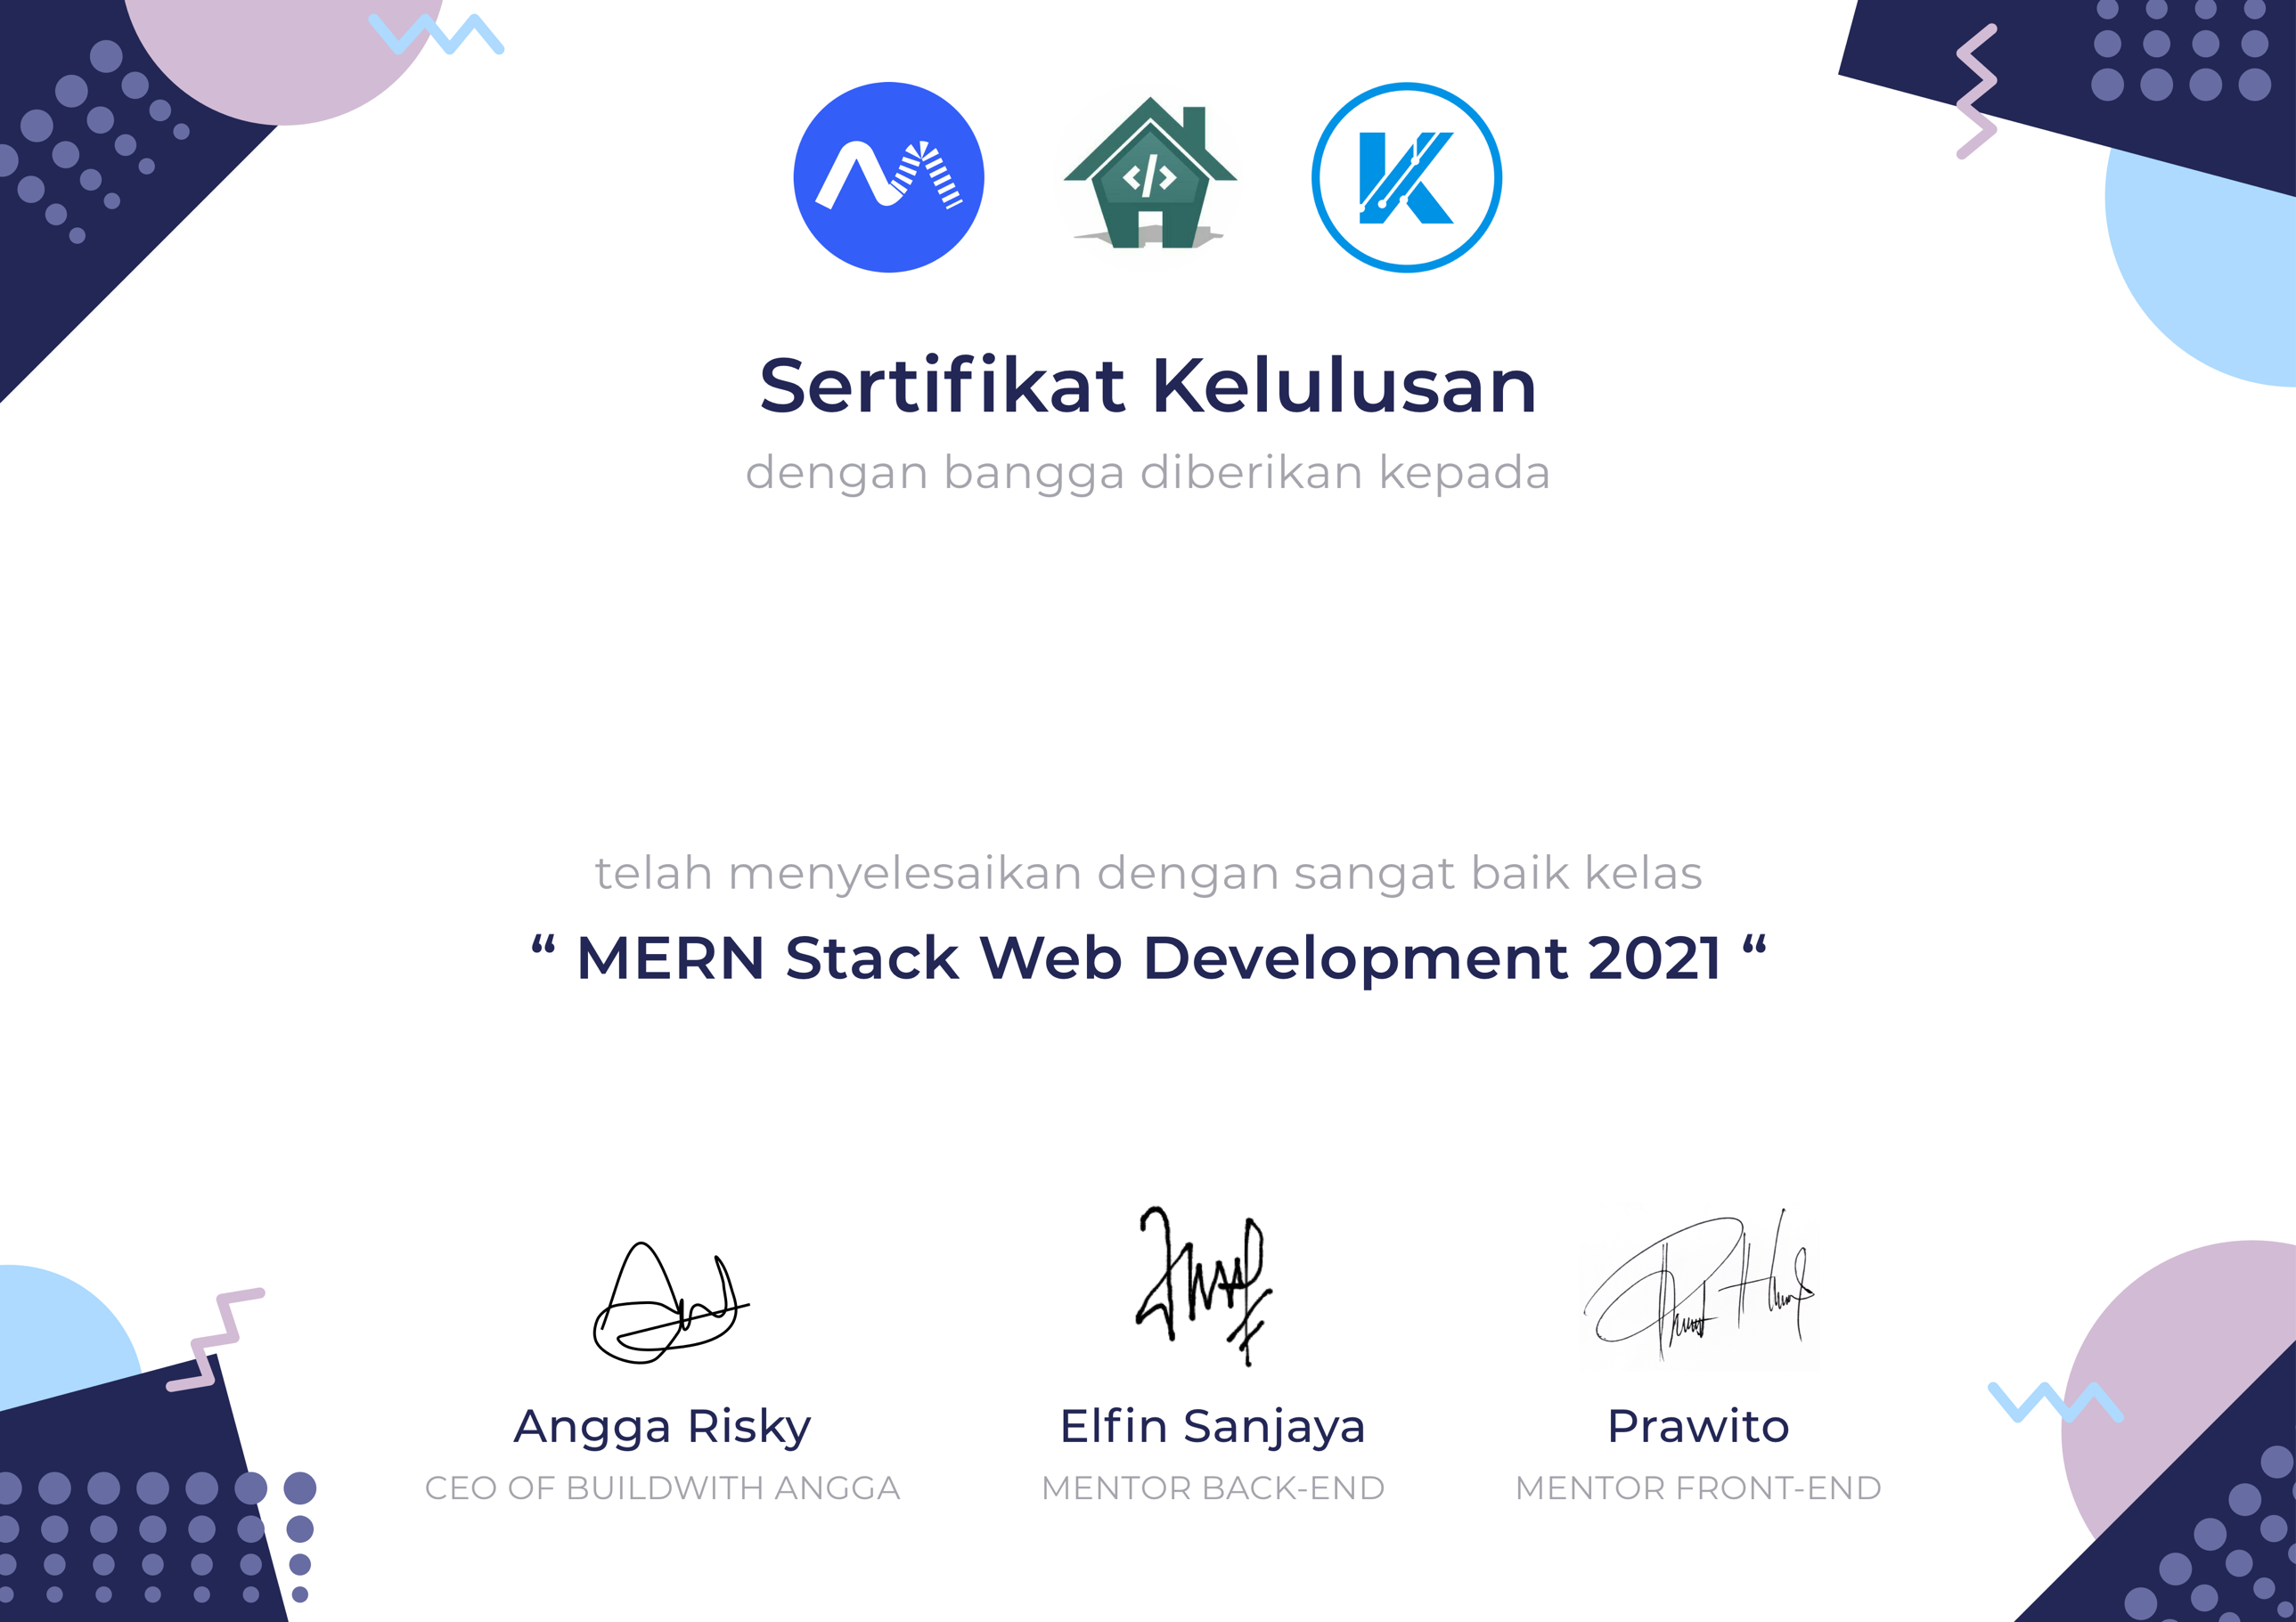 Sertifikat Kelulusan
dengan bangga diberikan kepada
telah menyelesaikan dengan sangat baik kelas
“ MERN Stack Web Development 2021 “
Angga Risky
CEO OF BUILDWITH ANGGA
Elfin Sanjaya
MENTOR BACK-END
Prawito
MENTOR FRONT-END